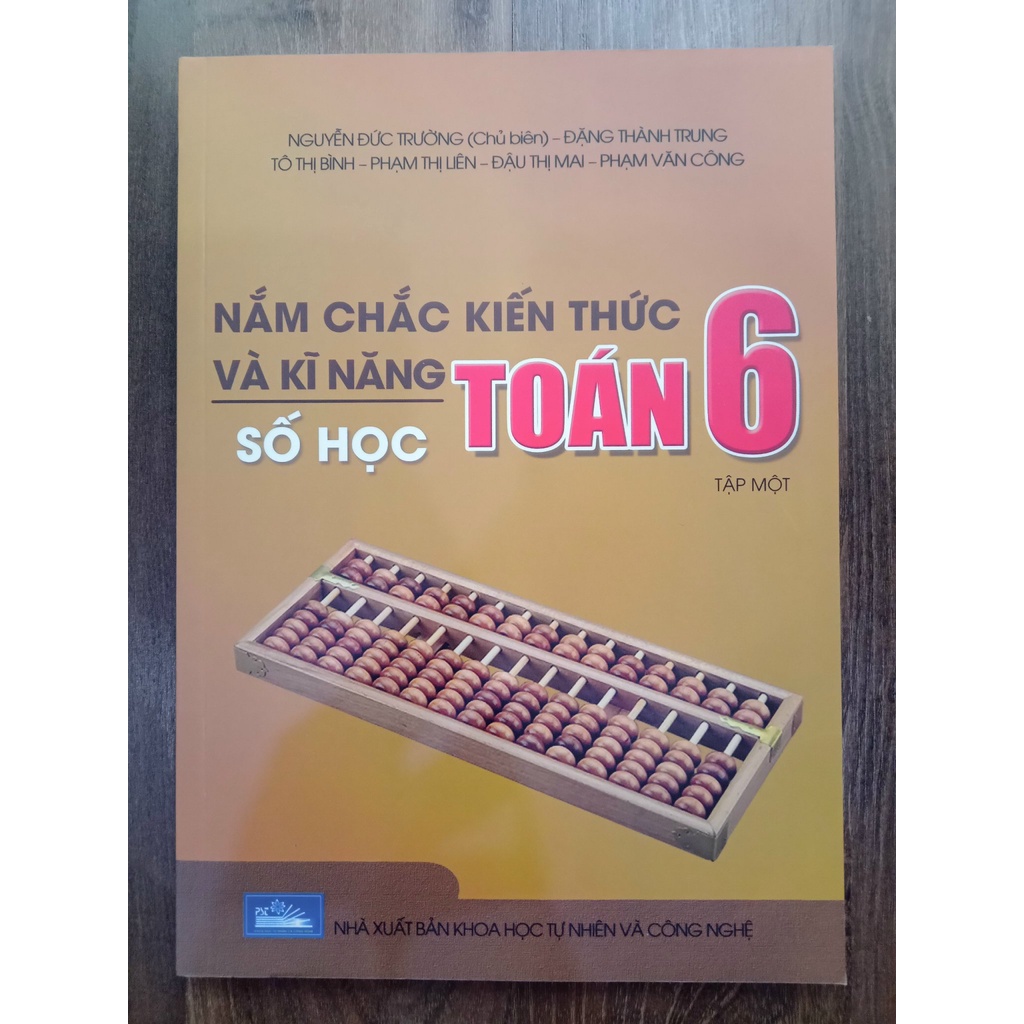 NGUYỄN ĐỨC TRƯỜNG (Chủ biên) – ĐẶNG THÀNH TRUNG
TÔ THỊ BÌNH – PHẠM THỊ LIÊN – ĐẬU THỊ MAI – PHẠM VĂN CÔNG
NẮM CHẮC KIẾN THỨC
VÀ KĨ NĂNG
TOÁN 6
SỐ HỌC
TẬP MỘT
PST
NHÀ XUẤT BẢN KHOA HỌC TỰ NHIÊN VÀ CÔNG NGHỆ